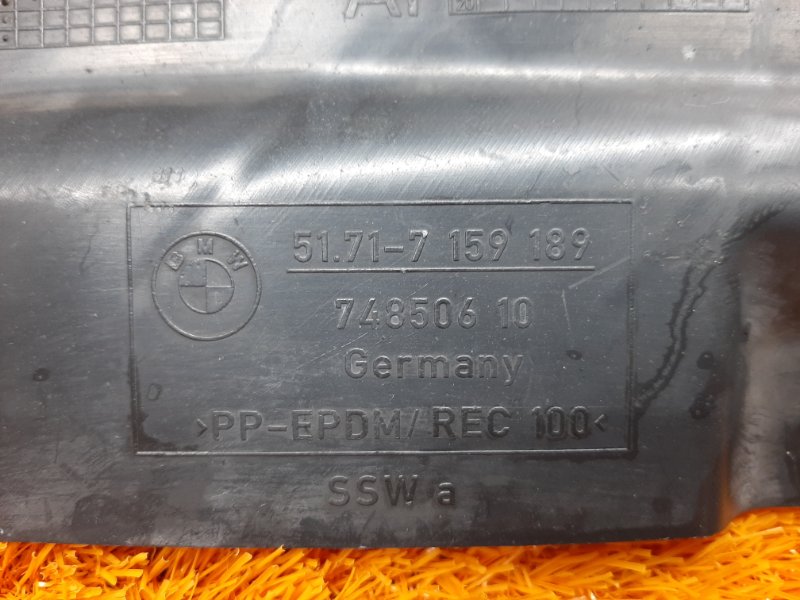 BMW
51.71-7 159 189
748506 10
Germany
>PP-EPDM/REC 100<
SSW a